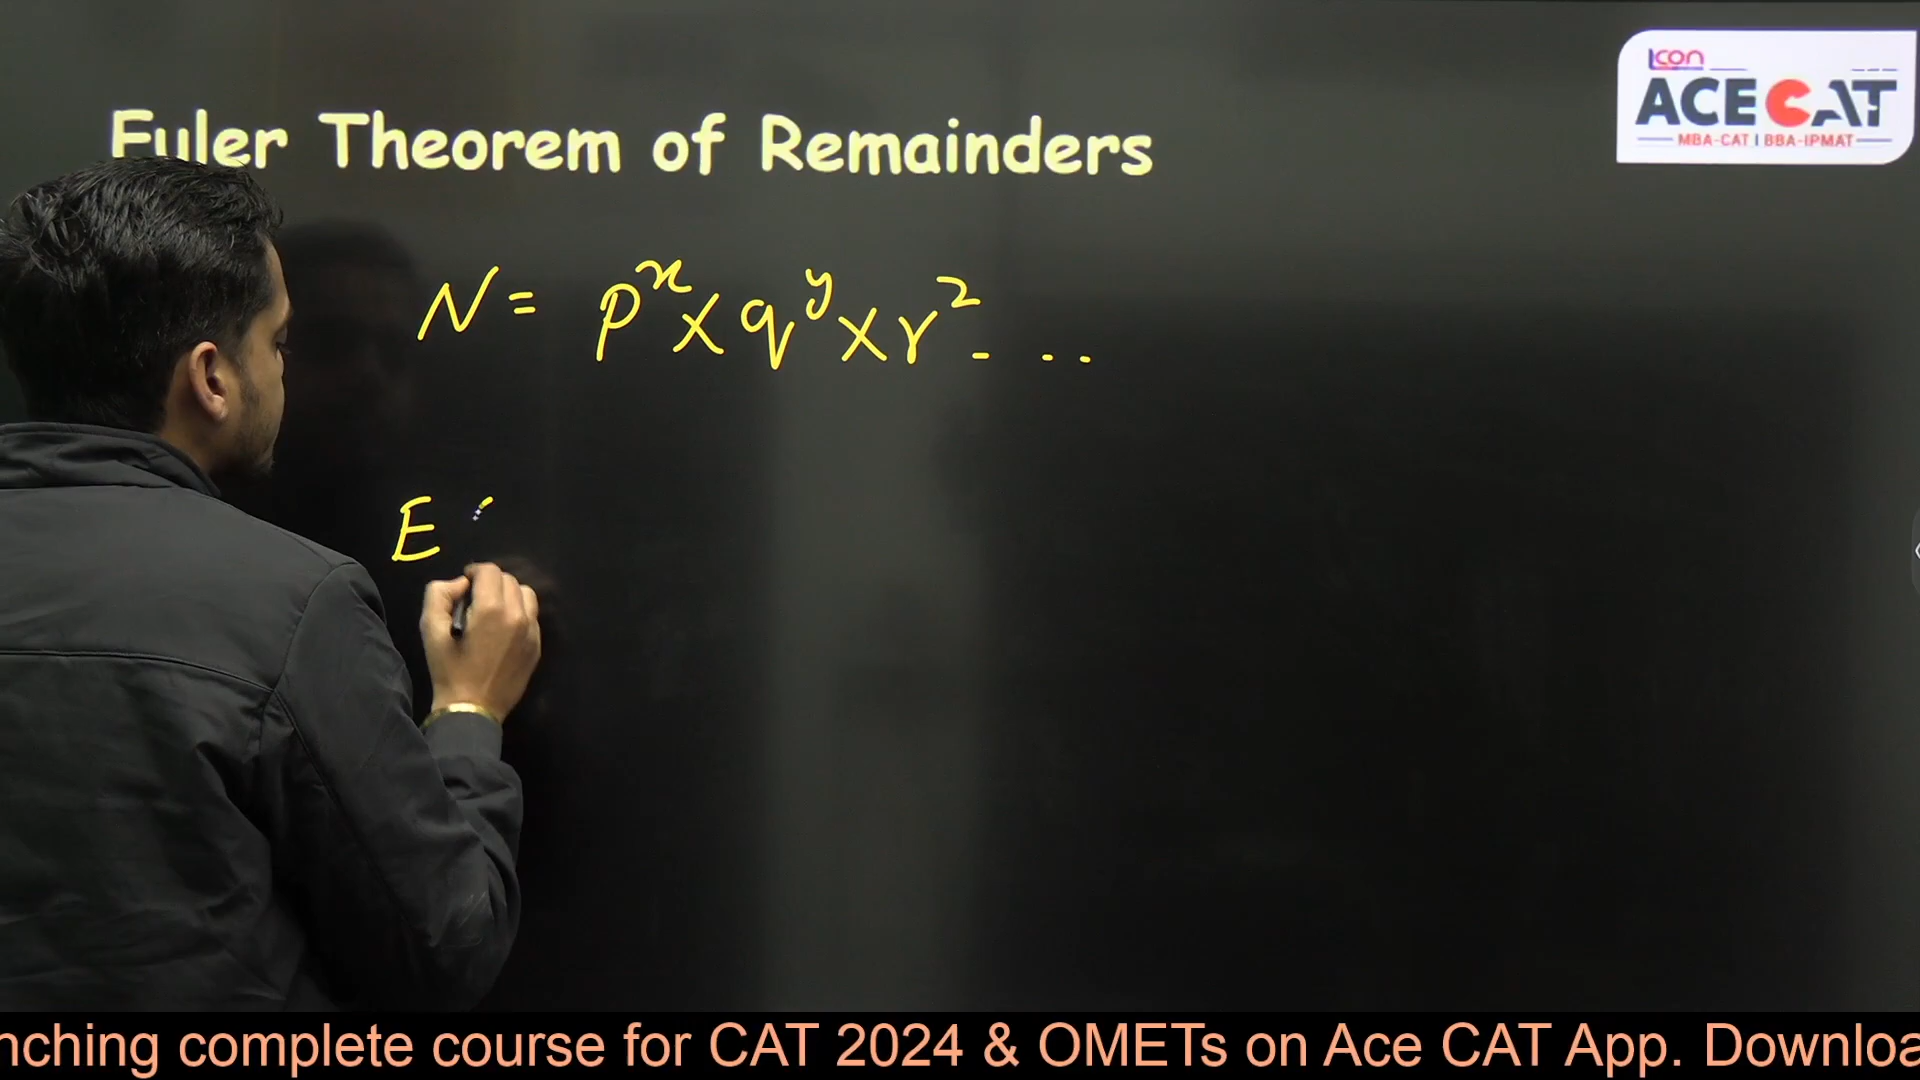 Icon
ACE CAT
MBA-CAT | BBA-IPMAT
Euler Theorem of Remainders
N = p^x × q^y × r^z - ...
E
nching complete course for CAT 2024 & OMETs on Ace CAT App. Downloa